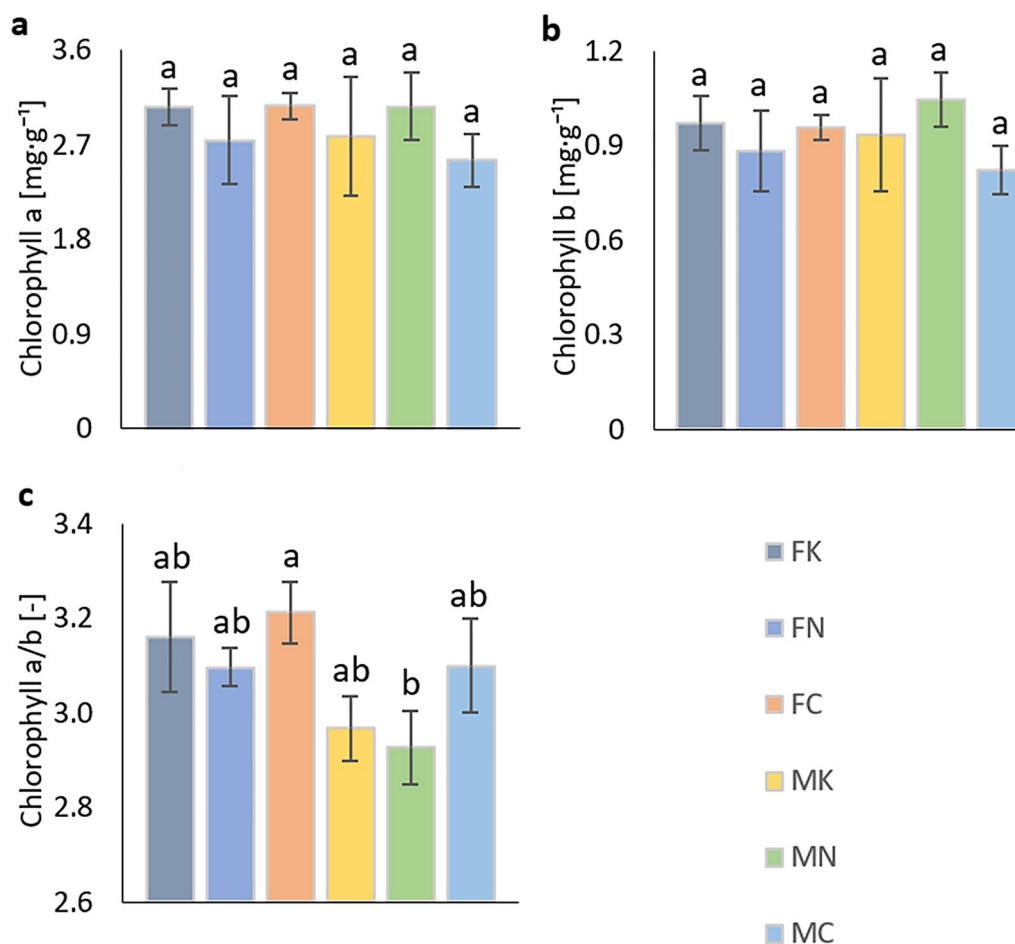 a
Chlorophyll a [mg·g⁻¹]
3.6
2.7
1.8
0.9
0
a a a a a a
b
Chlorophyll b [mg·g⁻¹]
1.2
0.9
0.6
0.3
0
a a a a a a
c
Chlorophyll a/b [-]
3.4
3.2
3.0
2.8
2.6
ab ab a ab b ab
FK
FN
FC
MK
MN
MC